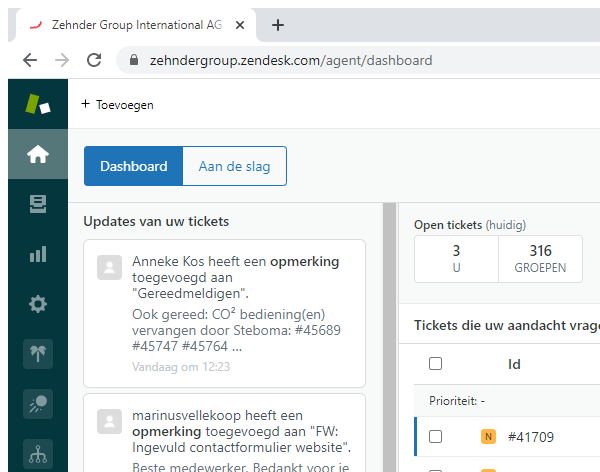 Zehnder Group International AG
zehndergroup.zendesk.com/agent/dashboard
+ Toevoegen
Dashboard
Aan de slag
Updates van uw tickets
Anneke Kos heeft een opmerking
toegevoegd aan
"Gereedmeldigen".
Ook gereed: CO² bediening(en)
vervangen door Steboma: #45689
#45747 #45764 ...
Vandaag om 12:23
marinusvellekoop heeft een
opmerking toegevoegd aan "FW:
Ingevuld contactformulier website".
Beste medewerker, Bedankt voor je
Open tickets (huidig)
3
U
316
GROEPEN
Tickets die uw aandacht vrage
Id
Prioriteit: -
N #41709